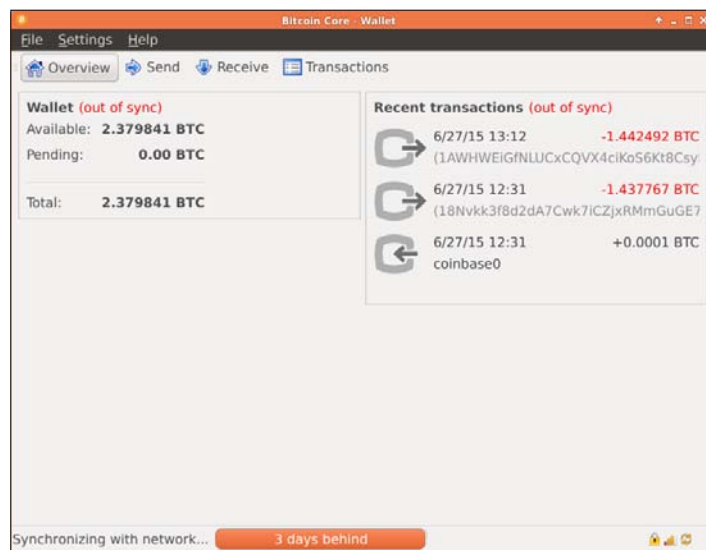 Bitcoin Core - Wallet
File Settings Help
Overview Send Receive Transactions
Wallet (out of sync)
Available: 2.379841 BTC
Pending: 0.00 BTC
Total: 2.379841 BTC
Recent transactions (out of sync)
6/27/15 13:12 -1.442492 BTC
(1AWHWEiGfNLUCxCQVX4ciKoS6Kt8Csy
6/27/15 12:31 -1.437767 BTC
(18Nvkk3f8d2dA7Cwk7iCZjxRMmGuGE7
6/27/15 12:31 +0.0001 BTC
coinbase0
Synchronizing with network... 3 days behind